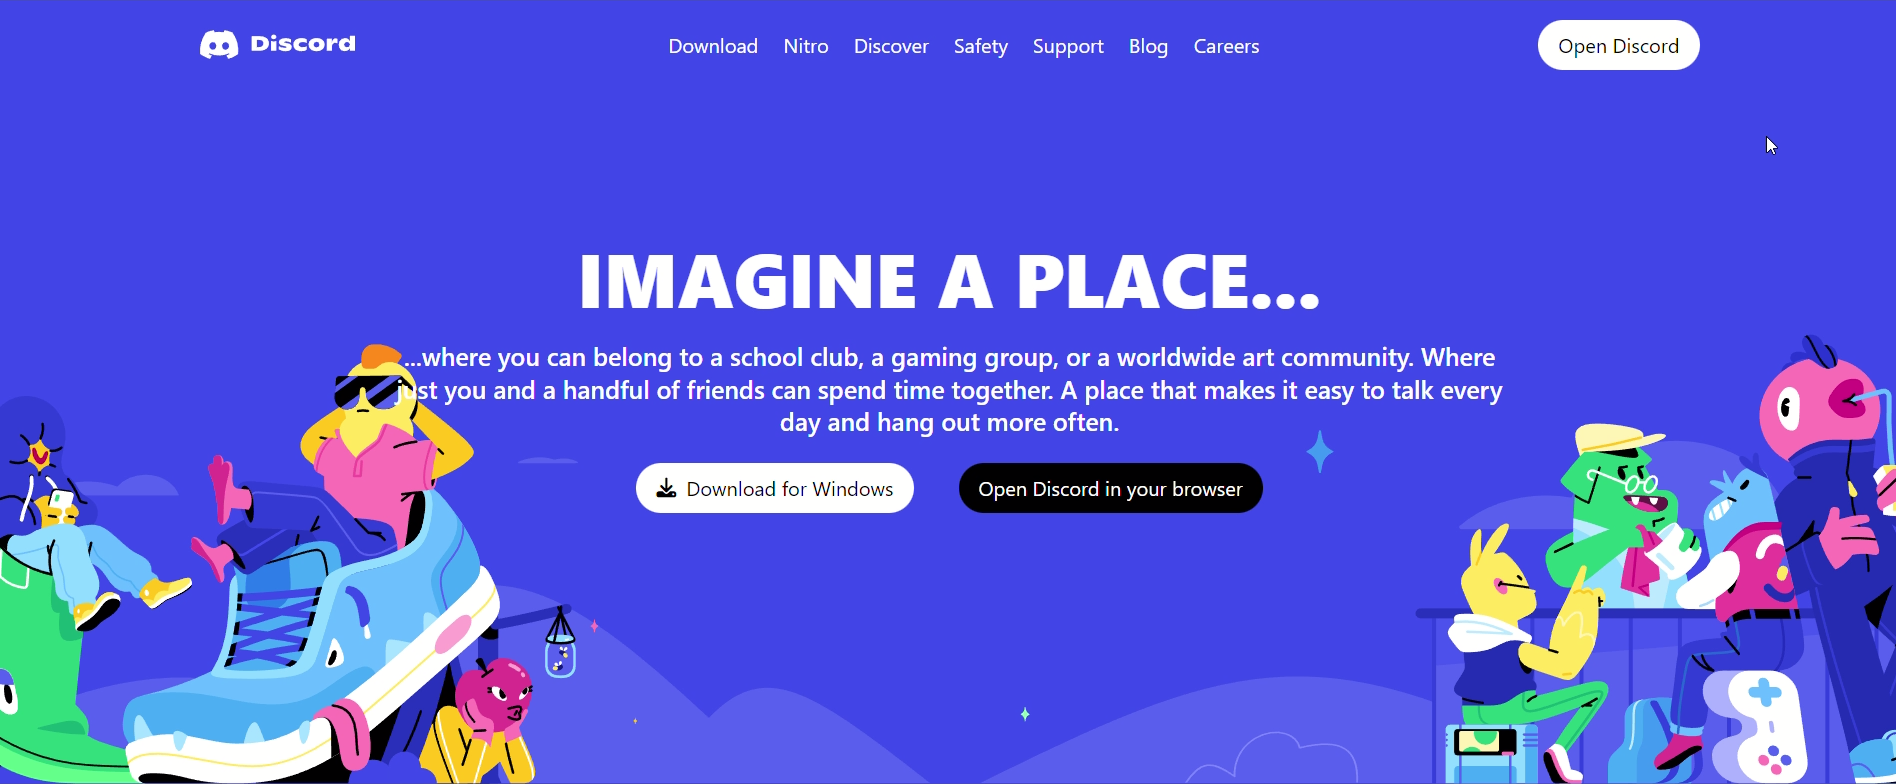 Discord
Download Nitro Discover Safety Support Blog Careers
Open Discord
IMAGINE A PLACE...
...where you can belong to a school club, a gaming group, or a worldwide art community. Where
just you and a handful of friends can spend time together. A place that makes it easy to talk every
day and hang out more often.
Download for Windows
Open Discord in your browser